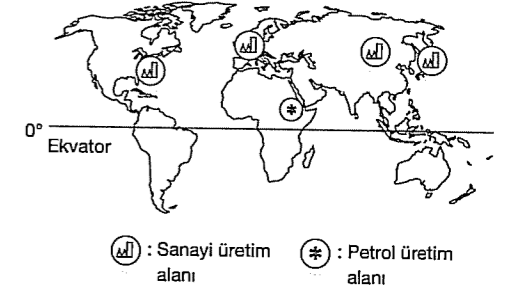 0°
Ekvator
: Sanayi üretim
alanı
: Petrol üretim
alanı